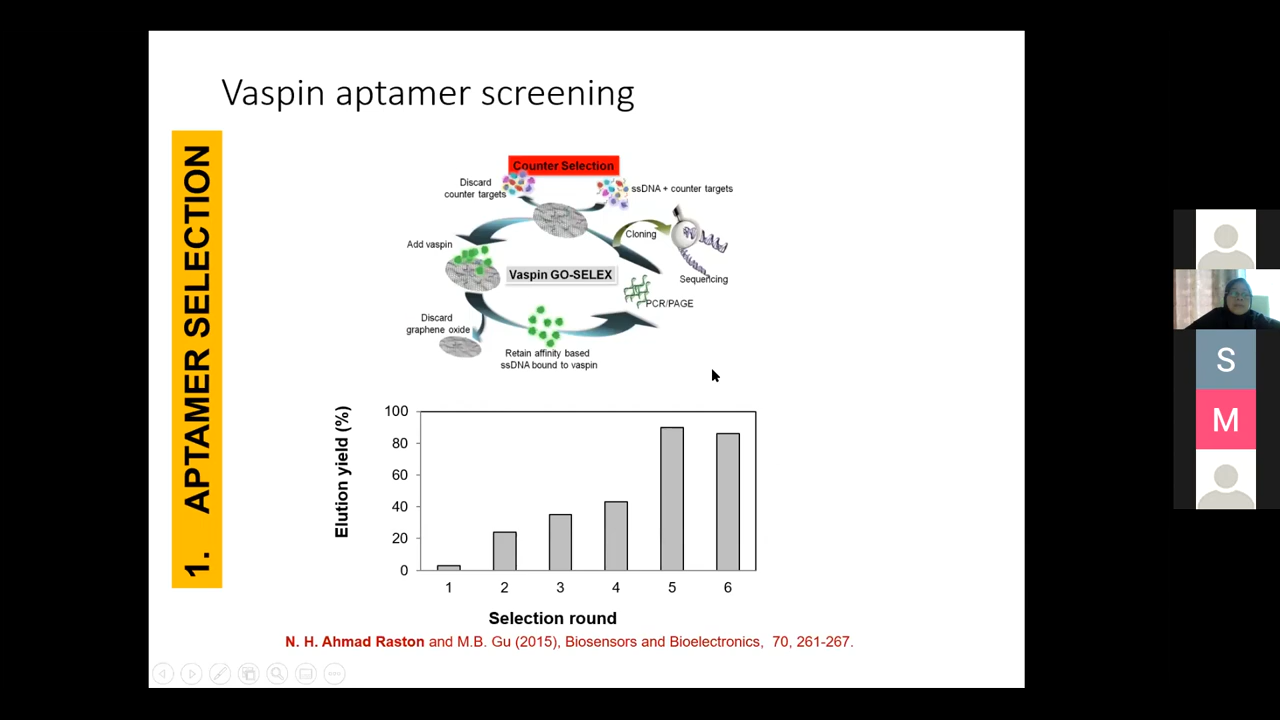 Vaspin aptamer screening
1. APTAMER SELECTION
Counter Selection
Discard
counter targets
ssDNA + counter targets
Cloning
Add vaspin
Vaspin GO-SELEX
Sequencing
PCR/PAGE
Discard
graphene oxide
Retain affinity based
ssDNA bound to vaspin
Elution yield (%)
100
80
60
40
20
0
1 2 3 4 5 6
Selection round
N. H. Ahmad Raston and M.B. Gu (2015), Biosensors and Bioelectronics, 70, 261-267.
S
M